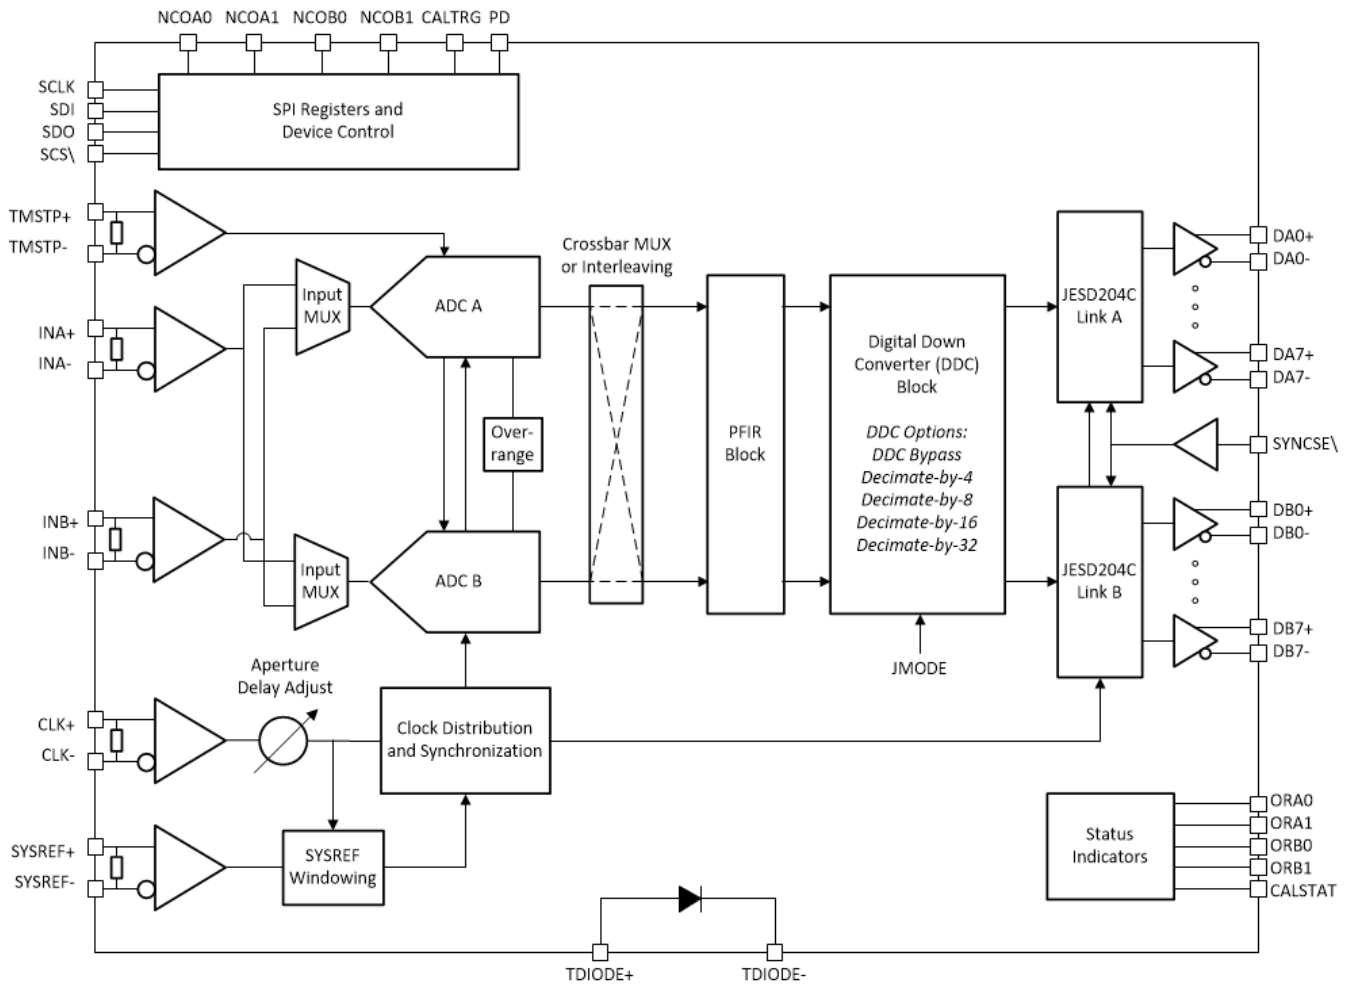 NCOA0 NCOA1 NCOB0 NCOB1 CALTRG PD
SCLK
SDI
SDO
SCS\
SPI Registers and
Device Control
TMSTP+
TMSTP-
INA+
INA-
Input
MUX
ADC A
Crossbar MUX
or Interleaving
Over-
range
INB+
INB-
Input
MUX
ADC B
PFIR
Block
Digital Down
Converter (DDC)
Block
DDC Options:
DDC Bypass
Decimate-by-4
Decimate-by-8
Decimate-by-16
Decimate-by-32
JMODE
JESD204C
Link A
DA0+
DA0-
DA7+
DA7-
SYNCSE\
JESD204C
Link B
DB0+
DB0-
DB7+
DB7-
Aperture
Delay Adjust
CLK+
CLK-
Clock Distribution
and Synchronization
SYSREF+
SYSREF-
SYSREF
Windowing
Status
Indicators
ORA0
ORA1
ORB0
ORB1
CALSTAT
TDIODE+
TDIODE-